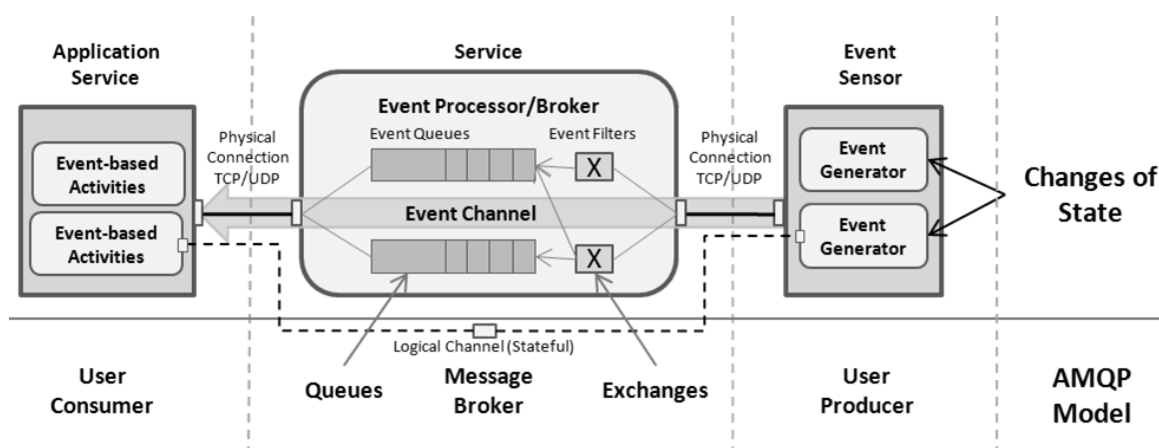 Application
Service
Service
Event
Sensor
Event Processor/Broker
Event Queues
Event Filters
Physical
Connection
TCP/UDP
Physical
Connection
TCP/UDP
Event-based
Activities
Event-based
Activities
X
X
Event Channel
Event
Generator
Event
Generator
Changes of
State
Logical Channel (Stateful)
User
Consumer
Queues
Message
Broker
Exchanges
User
Producer
AMQP
Model